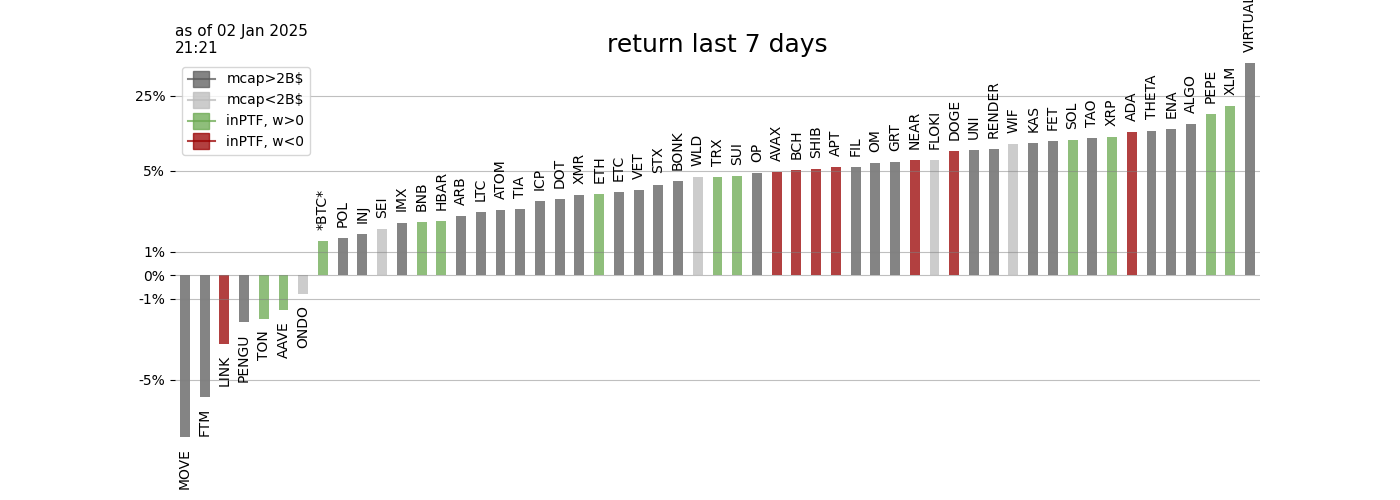 as of 02 Jan 2025
21:21
return last 7 days
mcap>2B$
mcap<2B$
inPTF, w>0
inPTF, w<0
25%
5%
1%
0%
-1%
-5%
MOVE
FTM
LINK
PENGU
TON
AAVE
ONDO
*BTC*
POL
INJ
SEI
IMX
BNB
HBAR
ARB
LTC
ATOM
TIA
ICP
DOT
XMR
ETH
ETC
VET
STX
BONK
WLD
TRX
SUI
OP
AVAX
BCH
SHIB
APT
FIL
OM
GRT
NEAR
FLOKI
DOGE
UNI
RENDER
WIF
KAS
FET
SOL
TAO
XRP
ADA
THETA
ENA
ALGO
PEPE
XLM
VIRTUAL